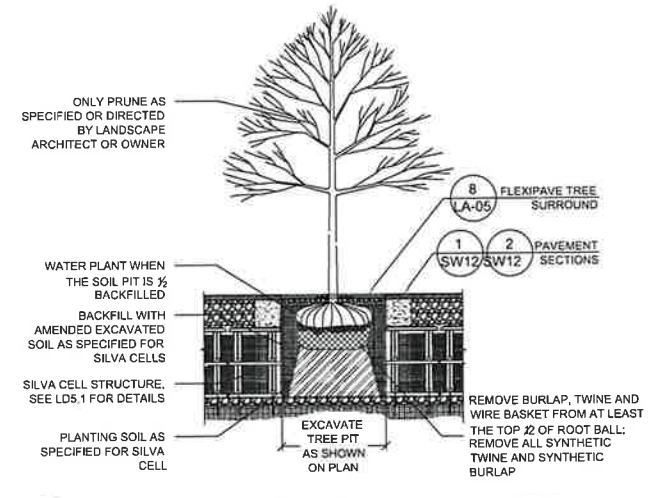 ONLY PRUNE AS
SPECIFIED OR DIRECTED
BY LANDSCAPE
ARCHITECT OR OWNER
8
LA-05
FLEXIPAVE TREE
SURROUND
1
SW12
2
SW12
PAVEMENT
SECTIONS
WATER PLANT WHEN
THE SOIL PIT IS ½
BACKFILLED
BACKFILL WITH
AMENDED EXCAVATED
SOIL AS SPECIFIED FOR
SILVA CELLS
SILVA CELL STRUCTURE,
SEE LD5.1 FOR DETAILS
PLANTING SOIL AS
SPECIFIED FOR SILVA
CELL
EXCAVATE
TREE PIT
AS SHOWN
ON PLAN
REMOVE BURLAP, TWINE AND
WIRE BASKET FROM AT LEAST
THE TOP ½ OF ROOT BALL;
REMOVE ALL SYNTHETIC
TWINE AND SYNTHETIC
BURLAP